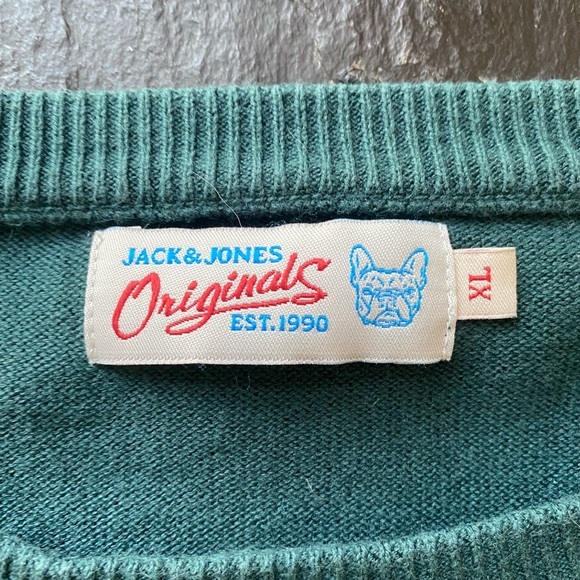 JACK&JONES
Originals
EST.1990
XL